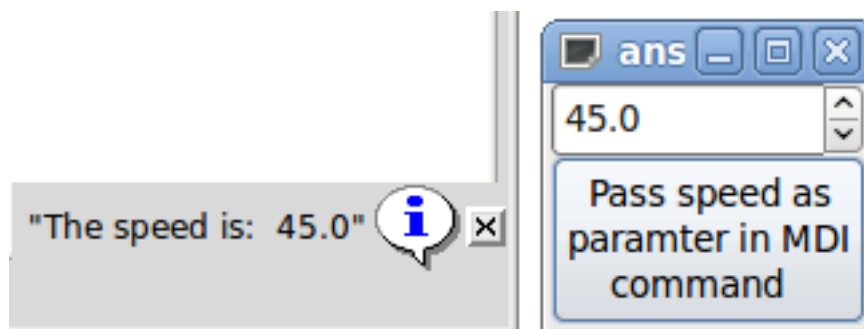 "The speed is:  45.0"
ans
45.0
Pass speed as
paramter in MDI
command